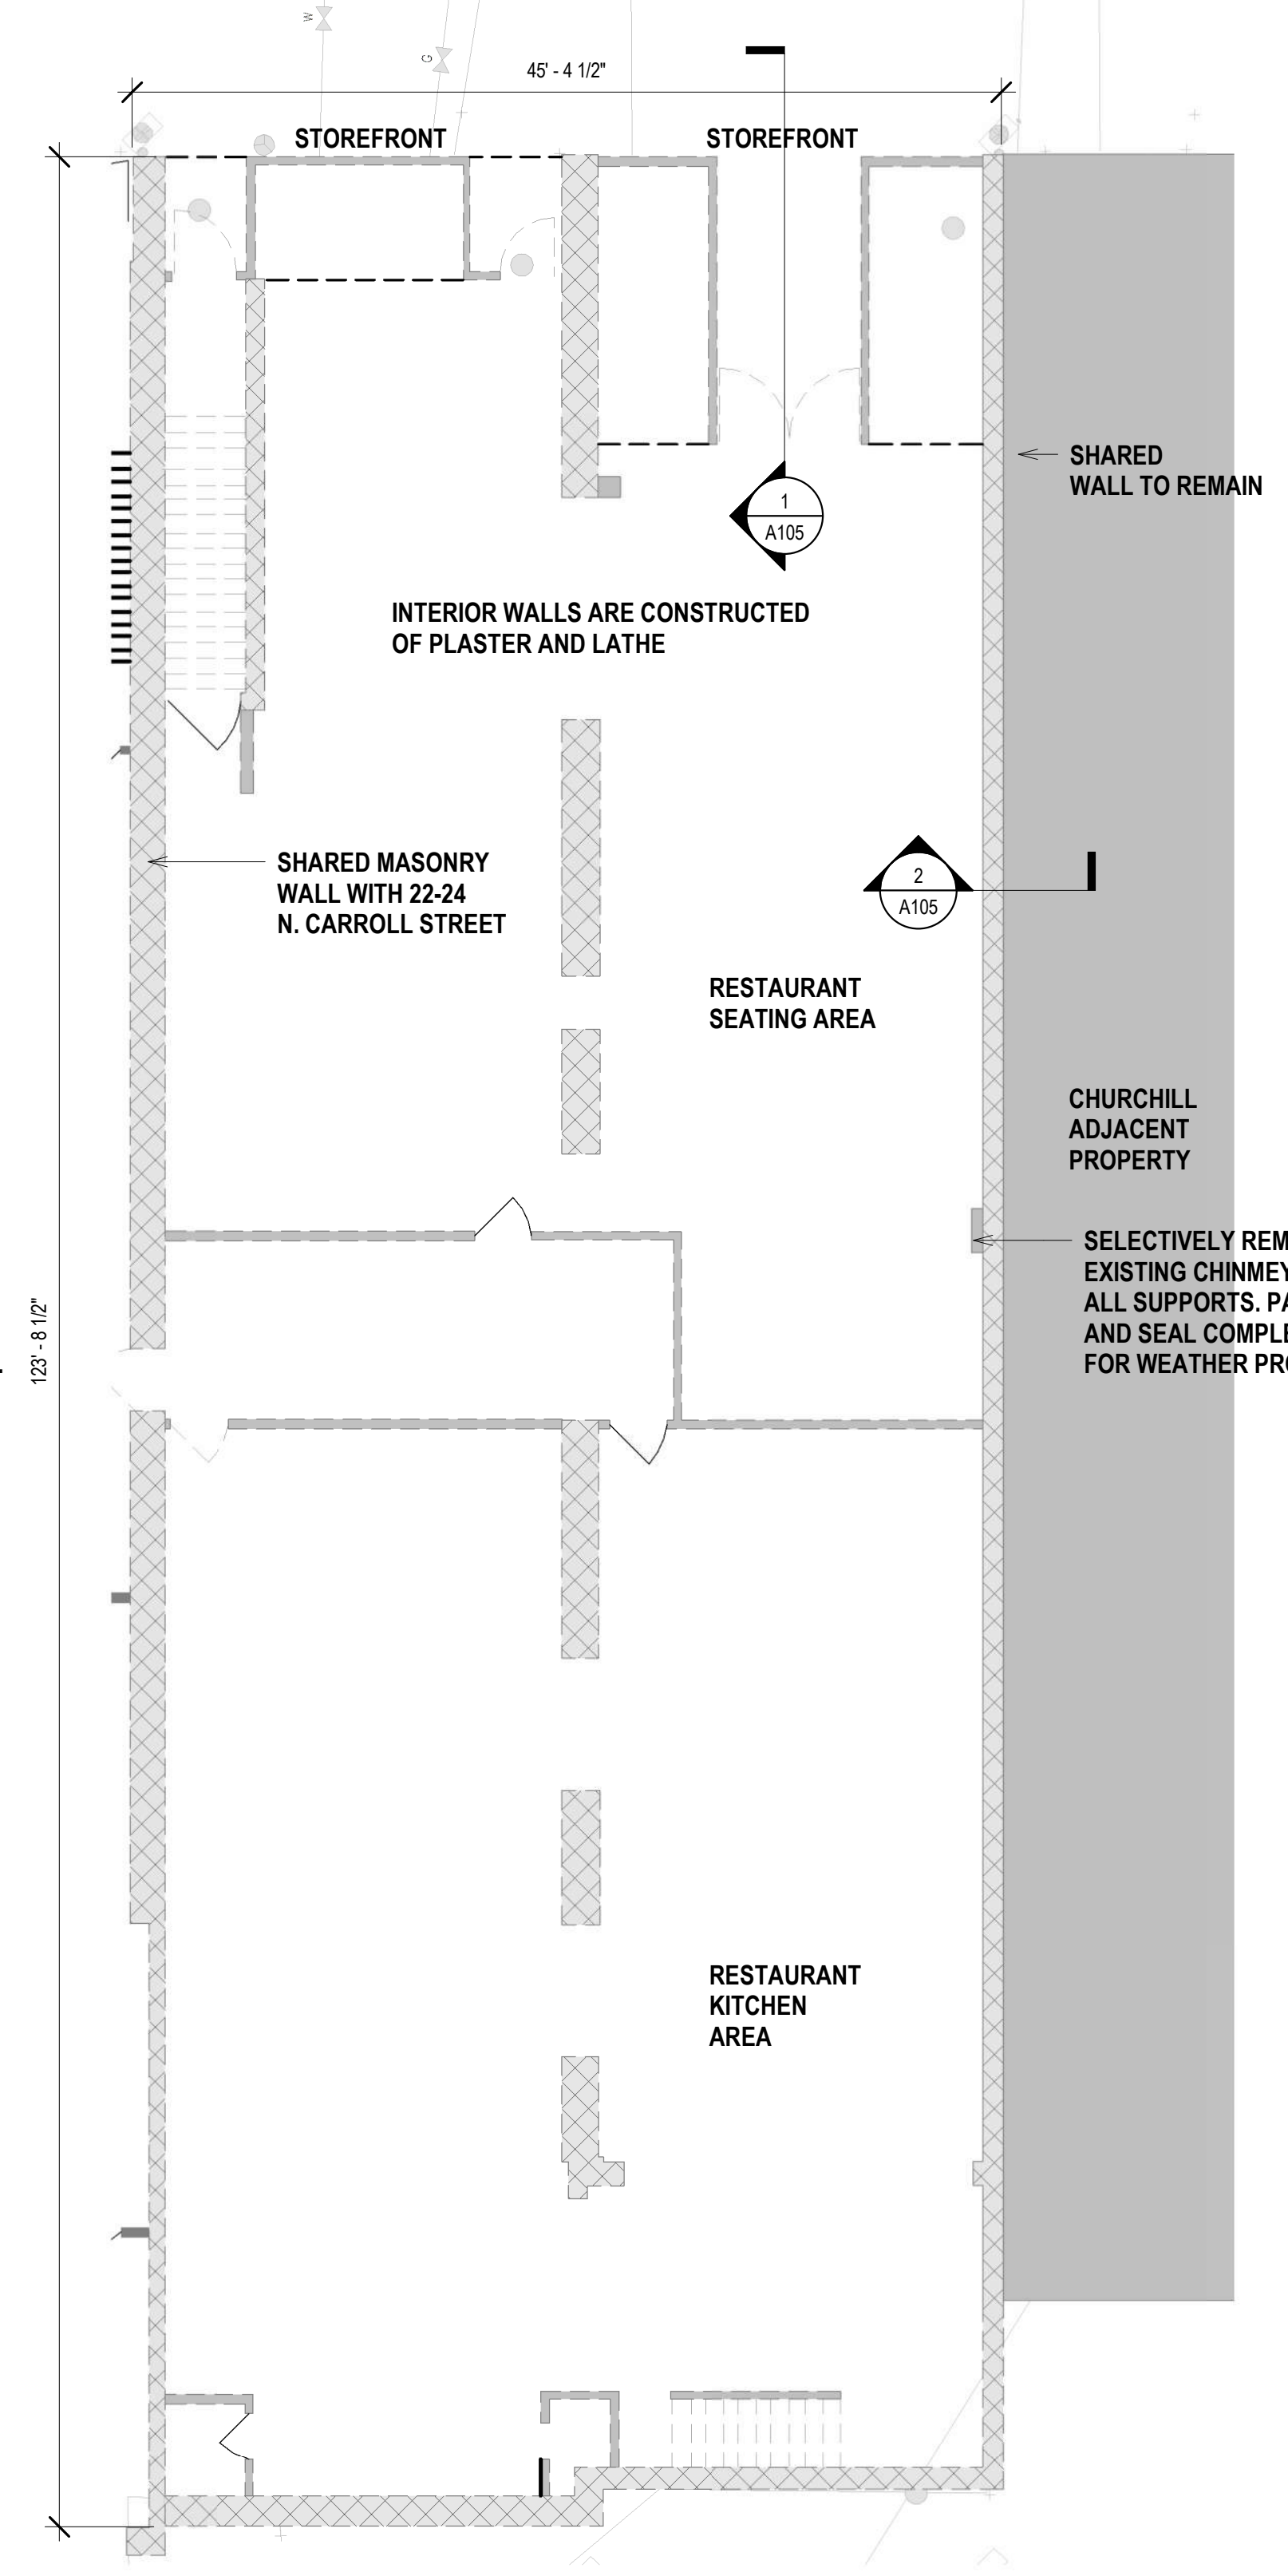 W
G
45' - 4 1/2"
STOREFRONT
STOREFRONT
SHARED
WALL TO REMAIN
1
A105
INTERIOR WALLS ARE CONSTRUCTED
OF PLASTER AND LATHE
SHARED MASONRY
WALL WITH 22-24
N. CARROLL STREET
2
A105
RESTAURANT
SEATING AREA
CHURCHILL
ADJACENT
PROPERTY
SELECTIVELY REM
EXISTING CHINMEY
ALL SUPPORTS. PA
AND SEAL COMPLE
FOR WEATHER PRO
123' - 8 1/2"
RESTAURANT
KITCHEN
AREA